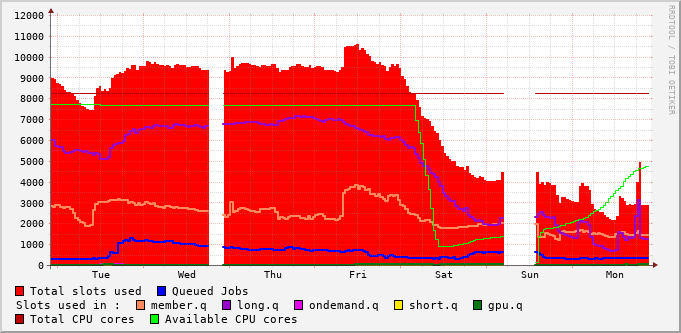 12000
11000
10000
9000
8000
7000
6000
5000
4000
3000
2000
1000
0
Tue Wed Thu Fri Sat Sun Mon
Total slots used Queued Jobs
Slots used in : member.q long.q ondemand.q short.q gpu.q
Total CPU cores Available CPU cores
RRDTOOL / TOBI OETIKER